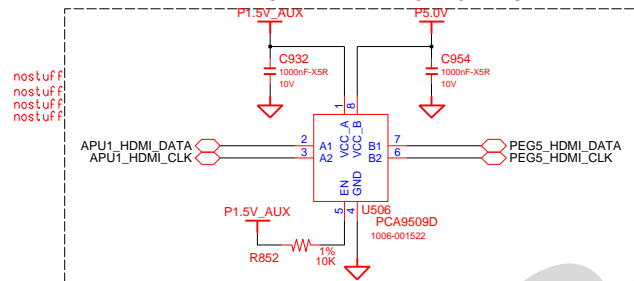 P1.5V_AUX
P5.0V
C932
1000nF-X5R
10V
C954
1000nF-X5R
10V
nostuff
nostuff
nostuff
nostuff
1 8
VCC_A VCC_B
APU1_HDMI_DATA 2 A1 B1 7 PEG5_HDMI_DATA
APU1_HDMI_CLK 3 A2 B2 6 PEG5_HDMI_CLK
EN GND
5 4
U506
PCA9509D
1006-001522
P1.5V_AUX
R852
1%
10K